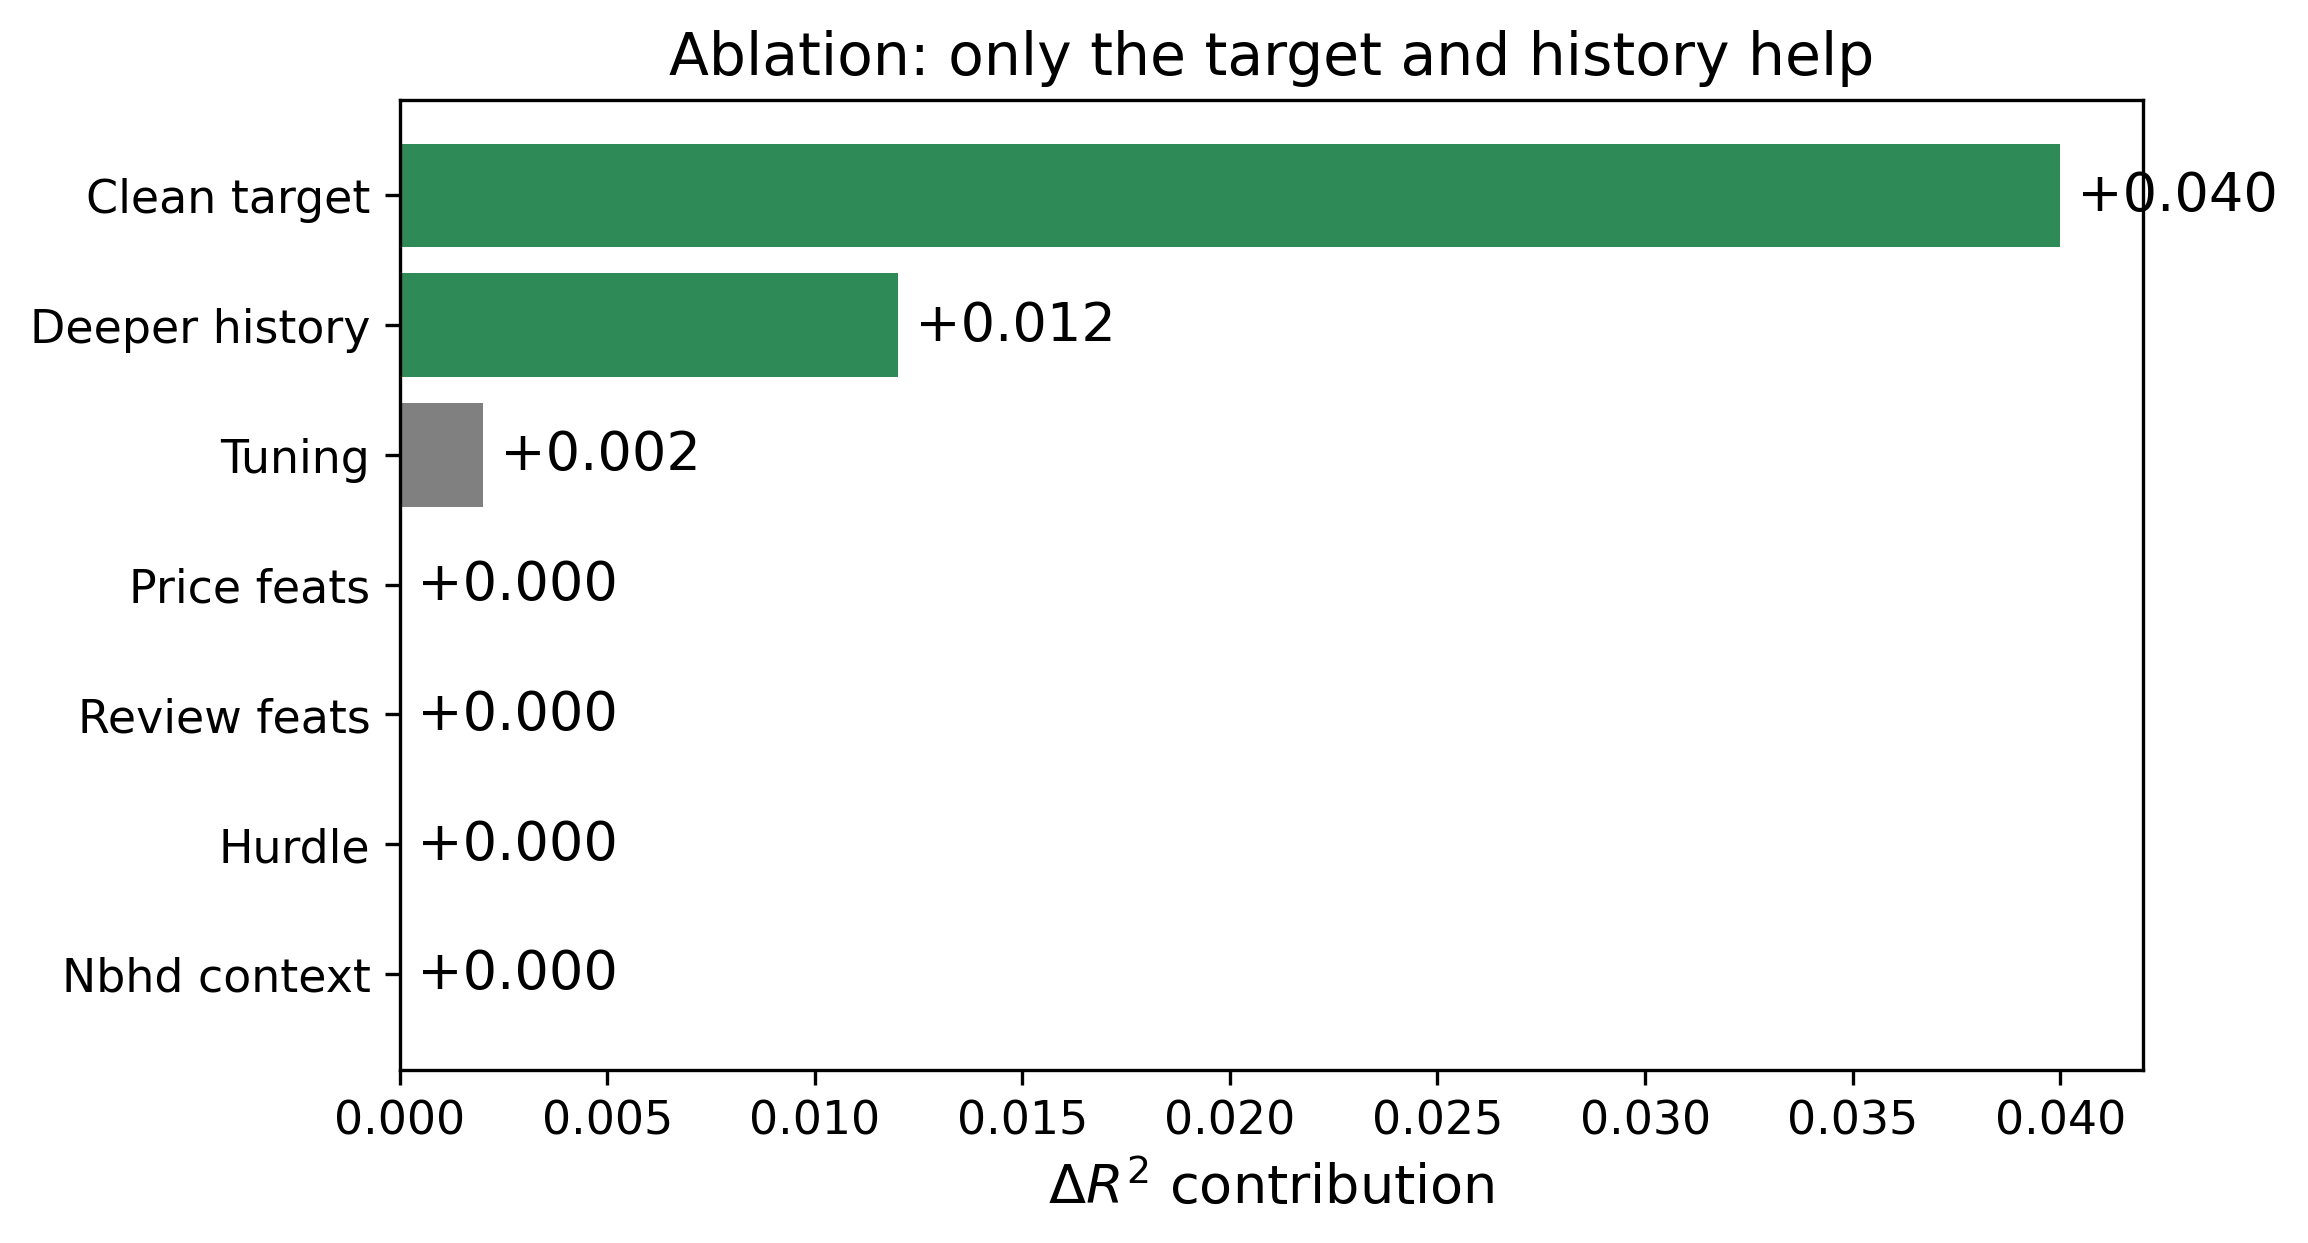 Ablation: only the target and history help
Clean target +0.040
Deeper history +0.012
Tuning +0.002
Price feats +0.000
Review feats +0.000
Hurdle +0.000
Nbhd context +0.000
0.000 0.005 0.010 0.015 0.020 0.025 0.030 0.035 0.040
ΔR² contribution